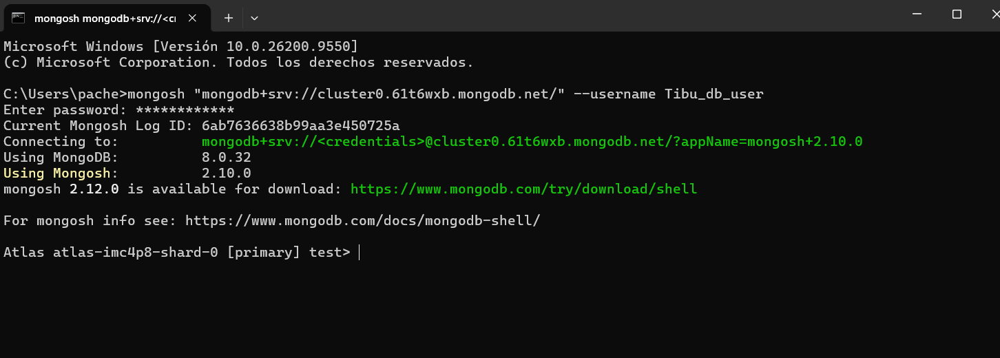 mongosh mongodb+srv://<cr
Microsoft Windows [Versión 10.0.26200.9550]
(c) Microsoft Corporation. Todos los derechos reservados.
C:\Users\pache>mongosh "mongodb+srv://cluster0.61t6wxb.mongodb.net/" --username Tibu_db_user
Enter password: ************
Current Mongosh Log ID: 6ab7636638b99aa3e450725a
Connecting to: mongodb+srv://<credentials>@cluster0.61t6wxb.mongodb.net/?appName=mongosh+2.10.0
Using MongoDB: 8.0.32
Using Mongosh: 2.10.0
mongosh 2.12.0 is available for download: https://www.mongodb.com/try/download/shell
For mongosh info see: https://www.mongodb.com/docs/mongodb-shell/
Atlas atlas-imc4p8-shard-0 [primary] test>